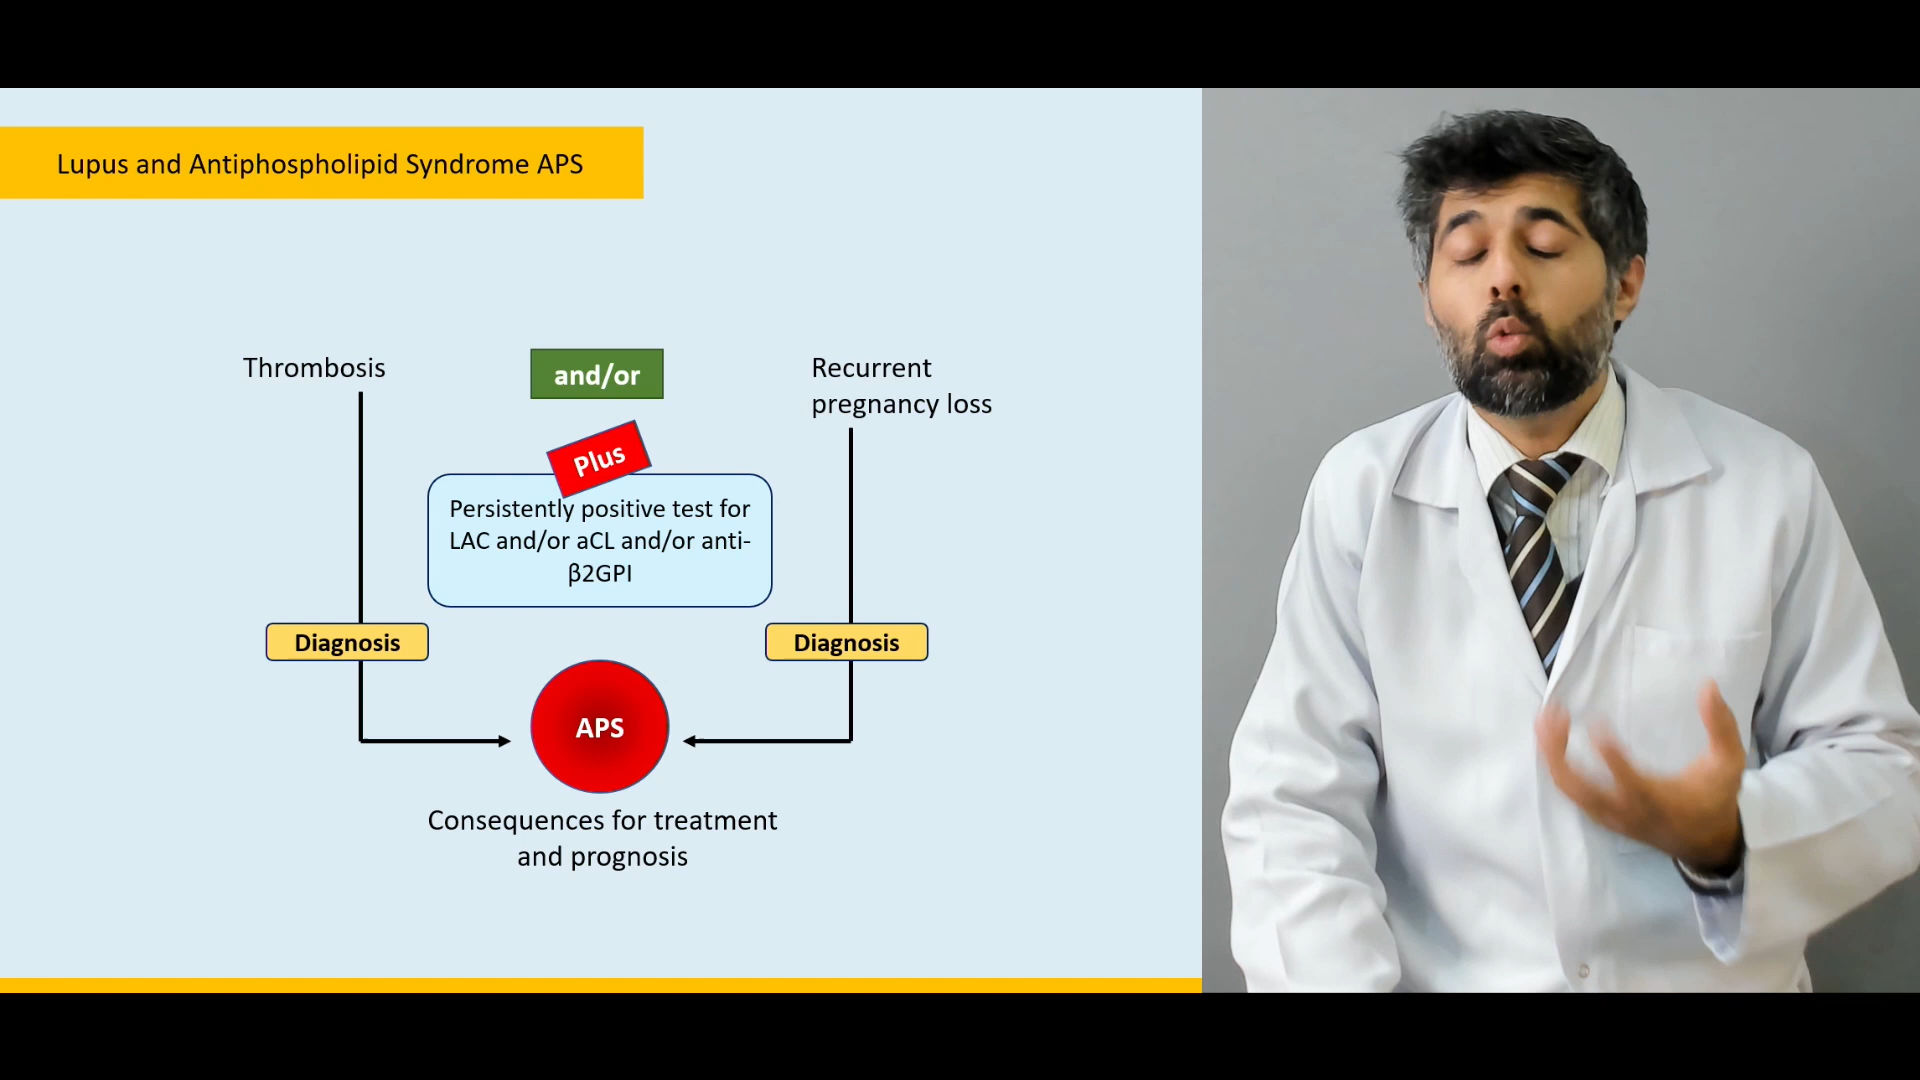 Lupus and Antiphospholipid Syndrome APS
Thrombosis
and/or
Recurrent
pregnancy loss
Plus
Persistently positive test for
LAC and/or aCL and/or anti-
β2GPI
Diagnosis
Diagnosis
APS
Consequences for treatment
and prognosis